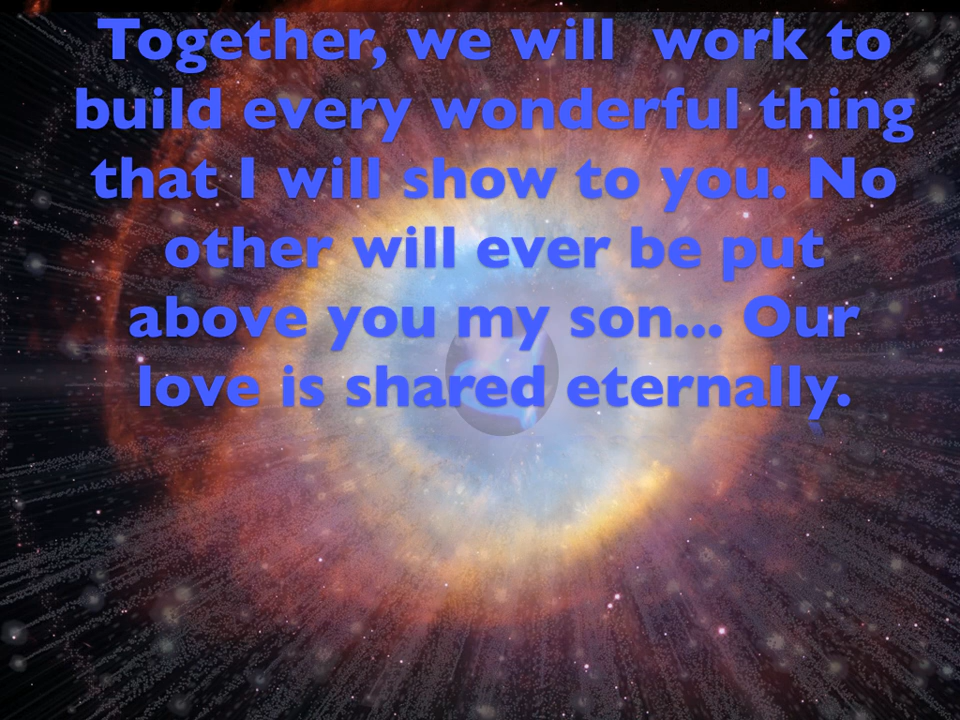 Together, we will  work to
build every wonderful thing
that I will show to you. No
other will ever be put
above you my son... Our
love is shared eternally.